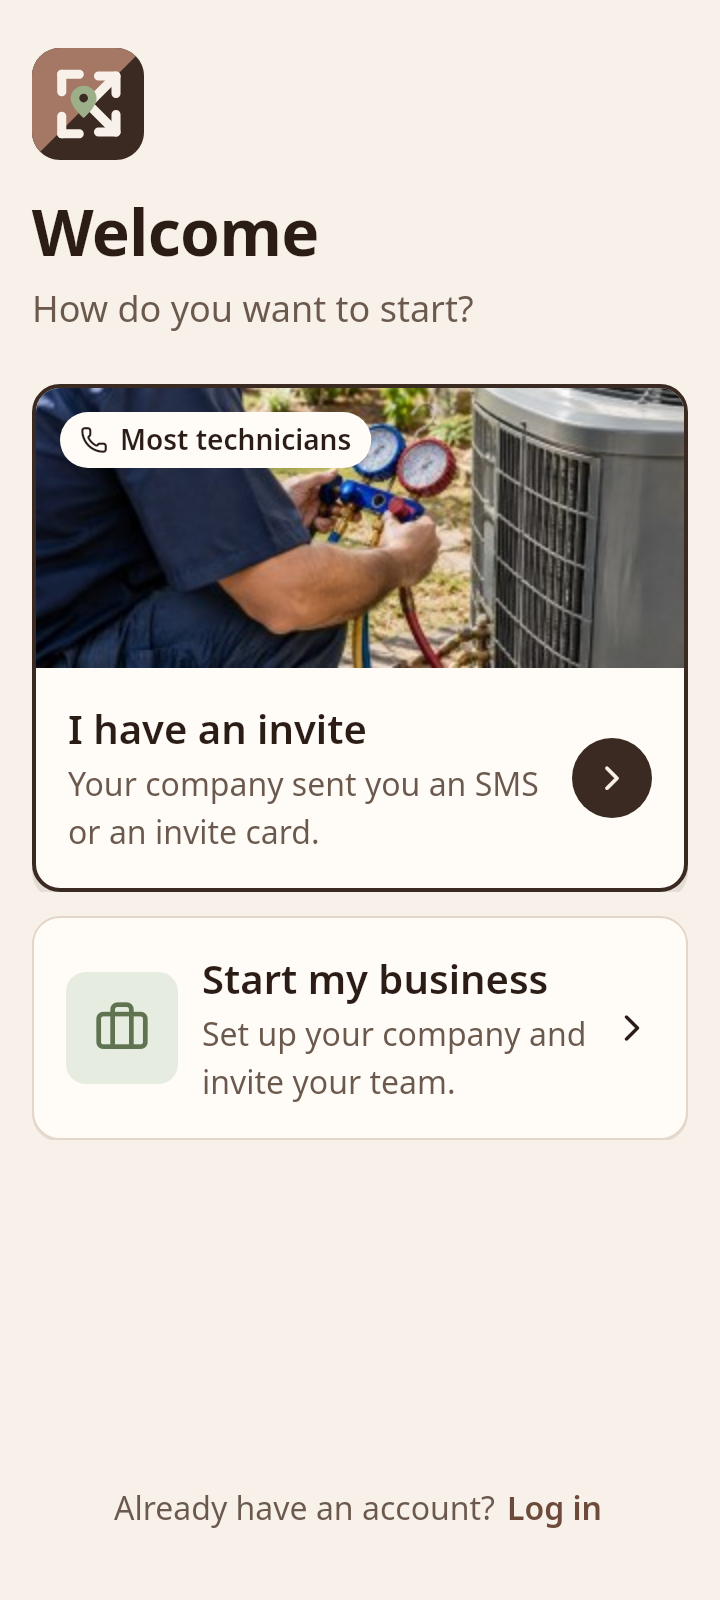 Welcome
How do you want to start?
Most technicians
I have an invite
Your company sent you an SMS
or an invite card.
Start my business
Set up your company and
invite your team.
Already have an account? Log in